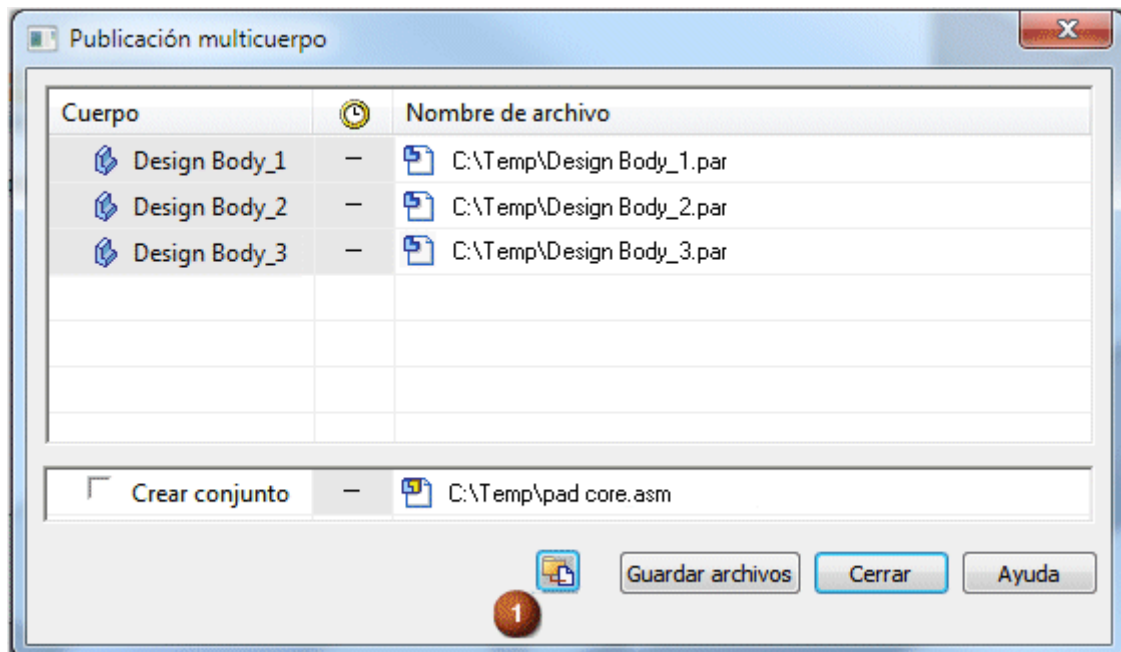 Publicación multicuerpo
Cuerpo Nombre de archivo
Design Body_1 – C:\Temp\Design Body_1.par
Design Body_2 – C:\Temp\Design Body_2.par
Design Body_3 – C:\Temp\Design Body_3.par
Crear conjunto – C:\Temp\pad core.asm
Guardar archivos Cerrar Ayuda
1